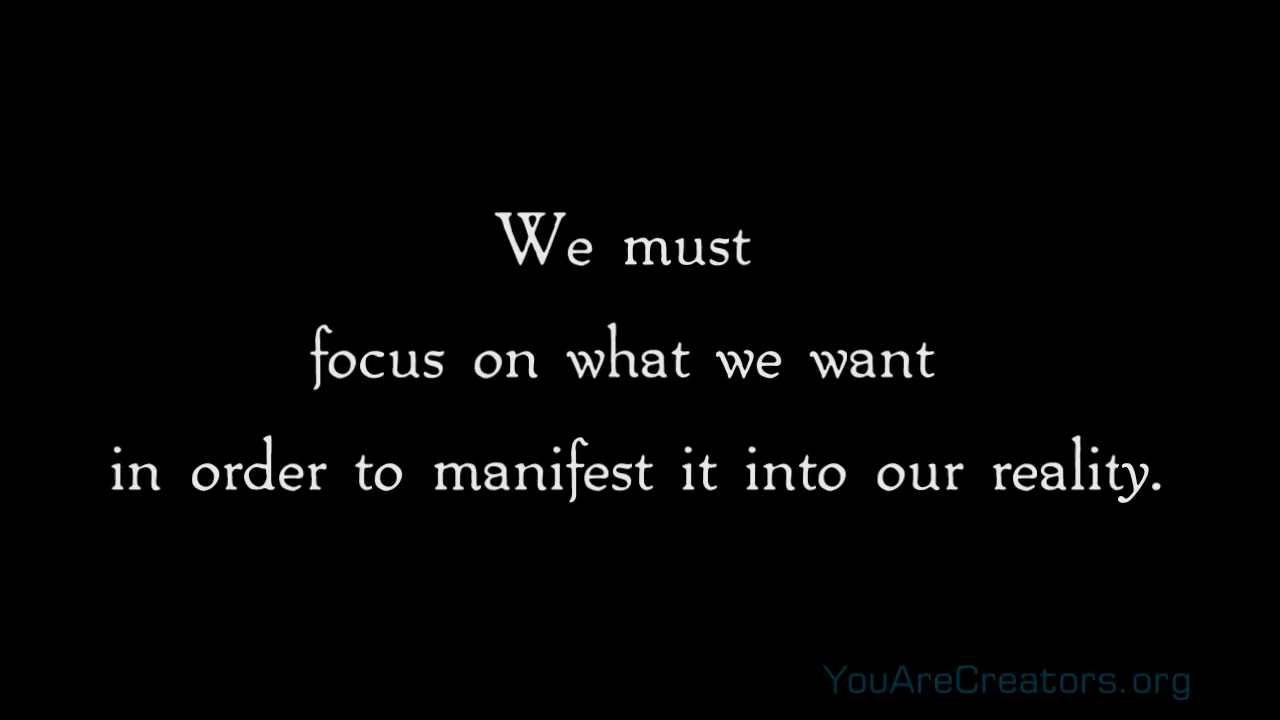 We must
focus on what we want
in order to manifest it into our reality.
YouAreCreators.org